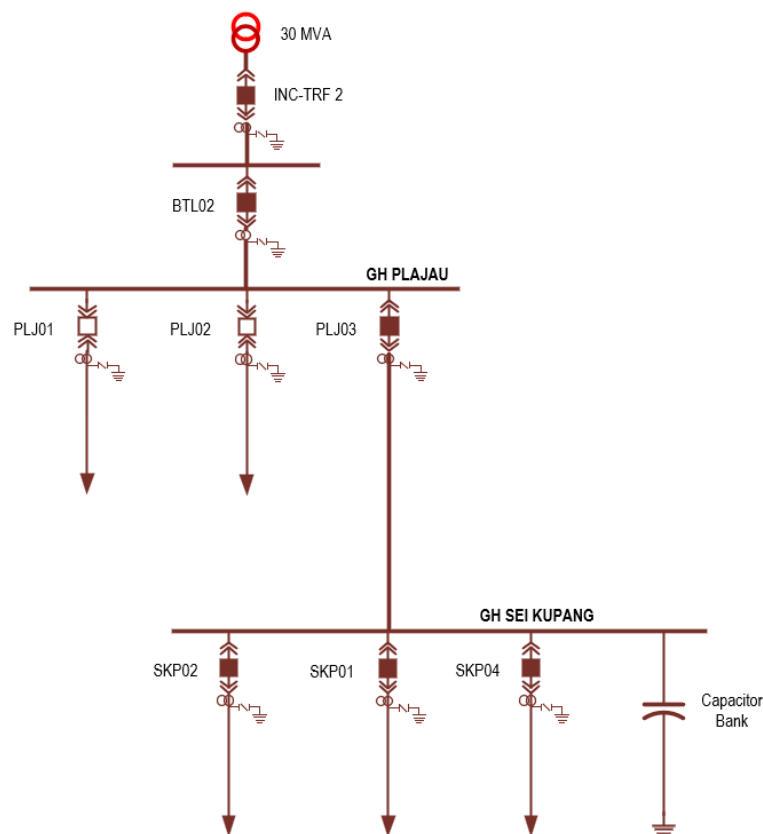 30 MVA
INC-TRF 2
BTL02
GH PLAJAU
PLJ01
PLJ02
PLJ03
GH SEI KUPANG
SKP02
SKP01
SKP04
Capacitor
Bank